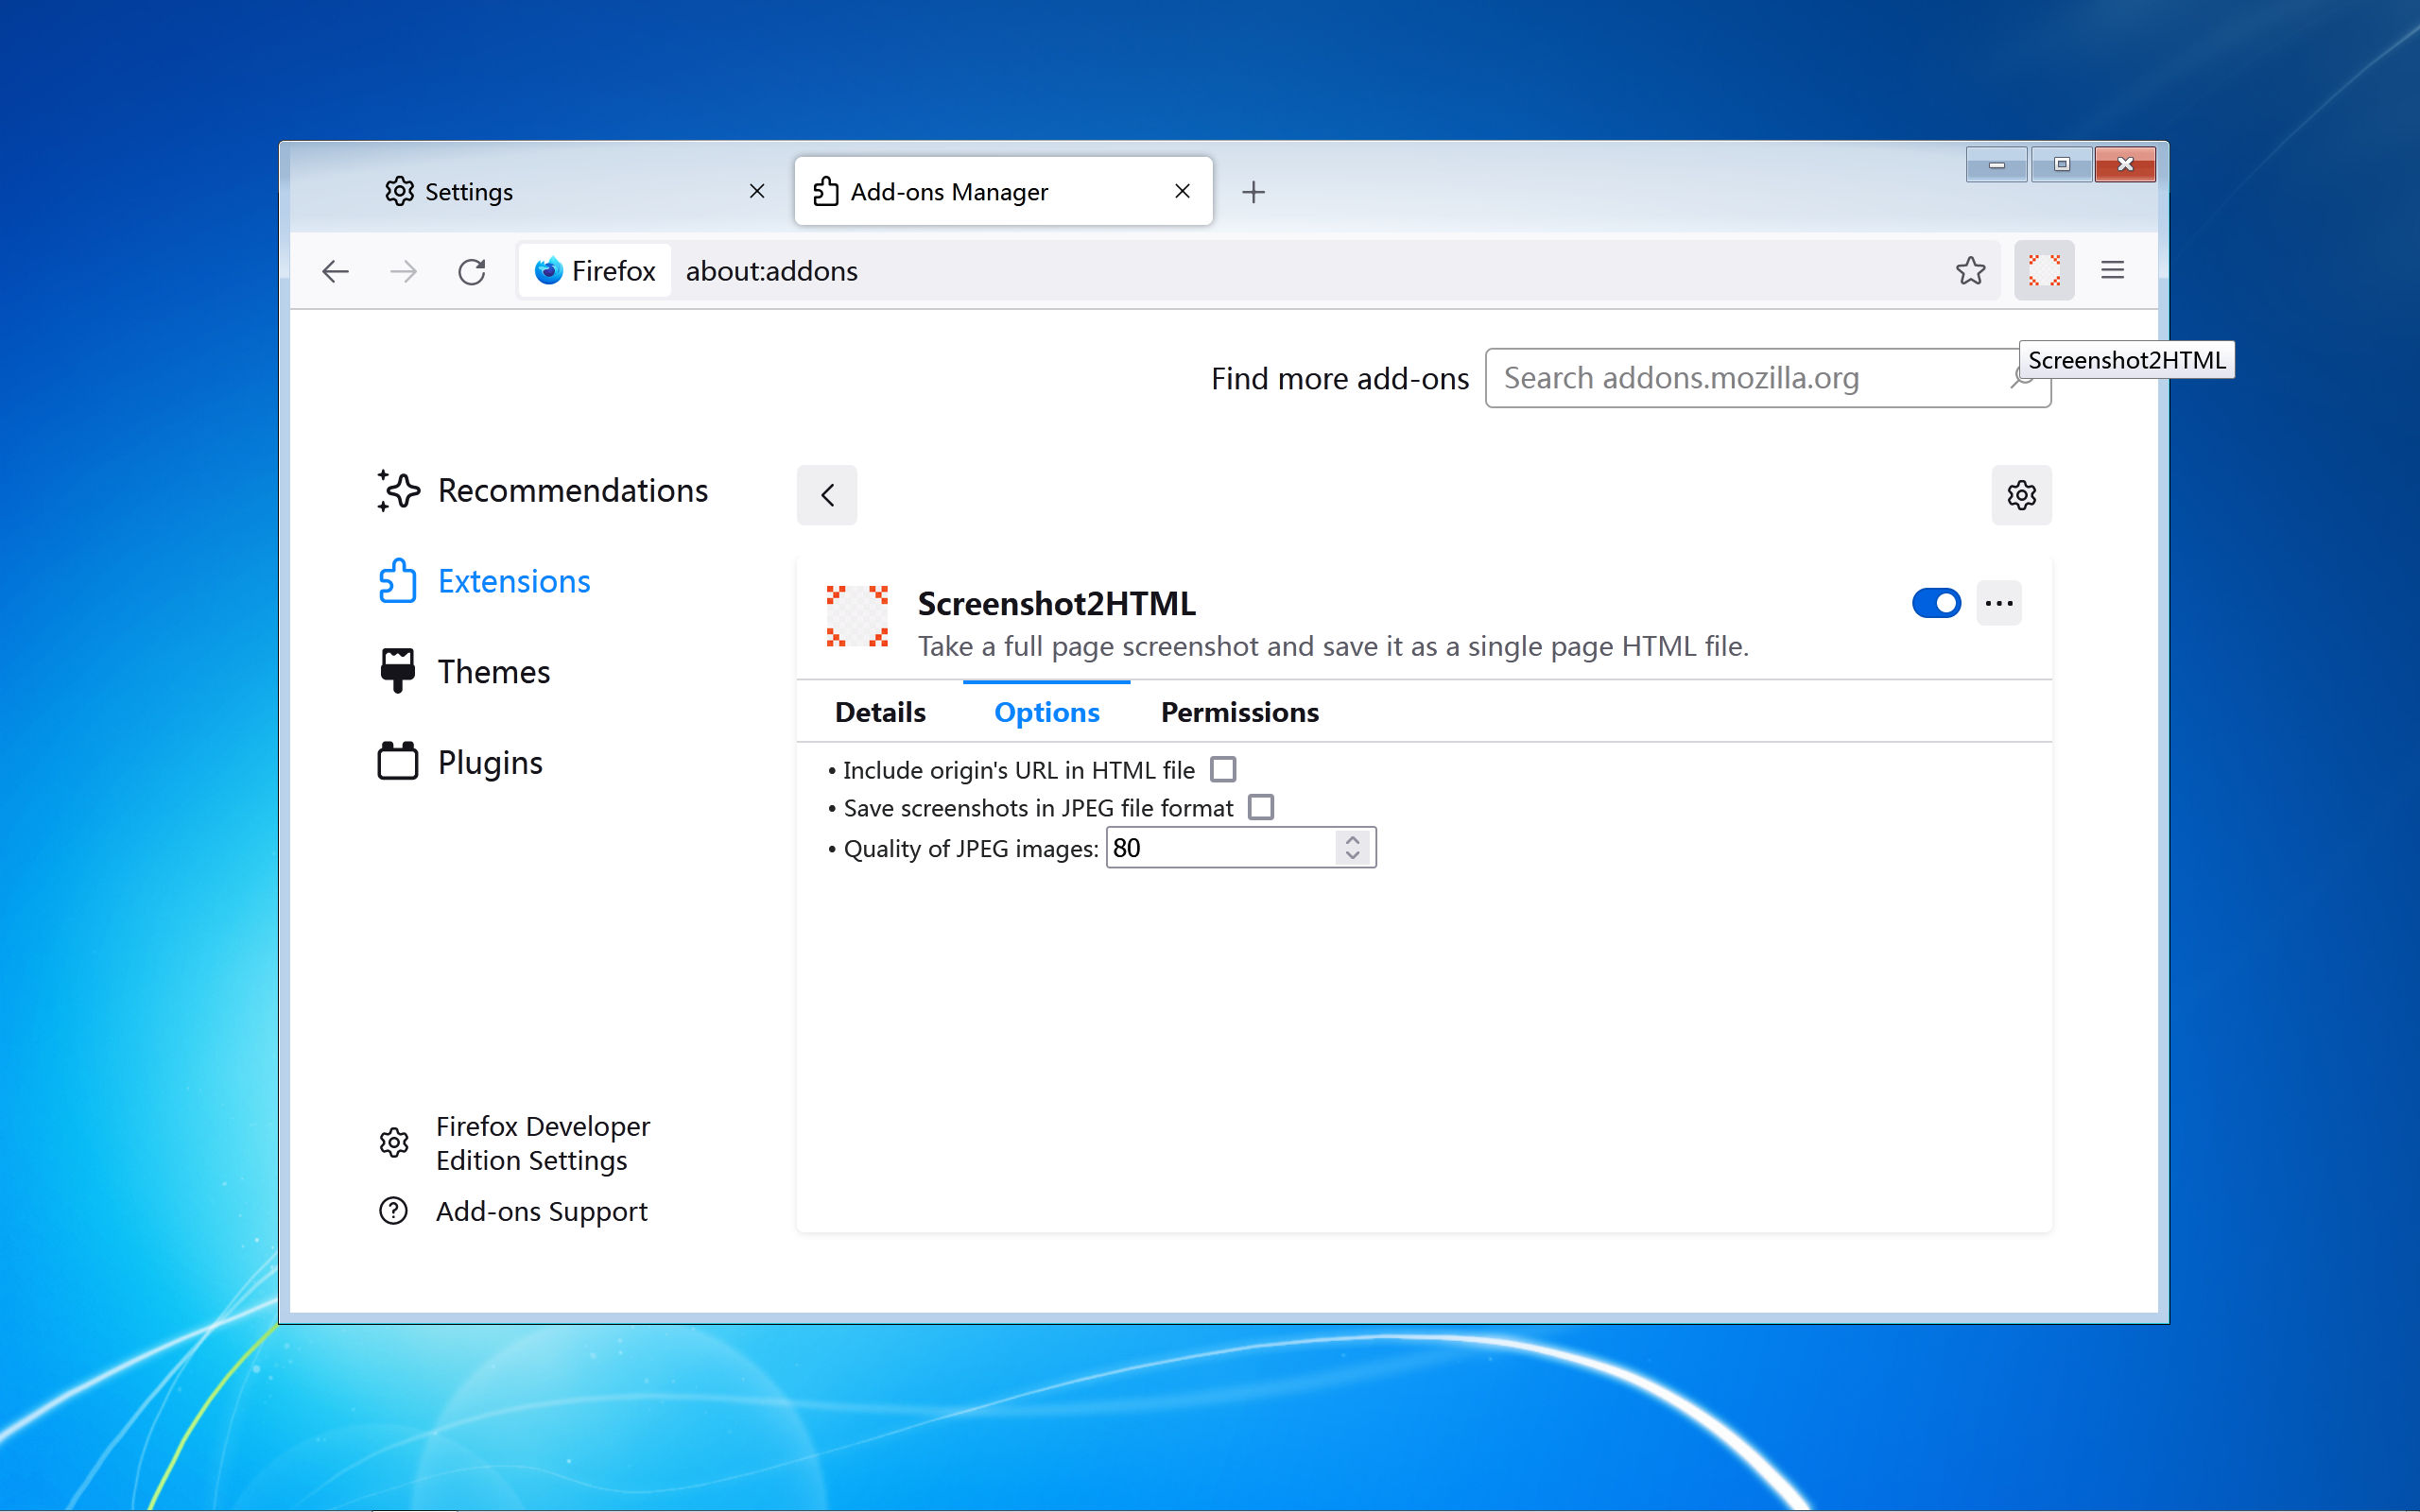 Settings
Add-ons Manager
Firefox
about:addons
Screenshot2HTML
Find more add-ons
Search addons.mozilla.org
Recommendations
Extensions
Themes
Plugins
Firefox Developer
Edition Settings
Add-ons Support
Screenshot2HTML
Take a full page screenshot and save it as a single page HTML file.
Details
Options
Permissions
• Include origin's URL in HTML file
• Save screenshots in JPEG file format
• Quality of JPEG images: 80